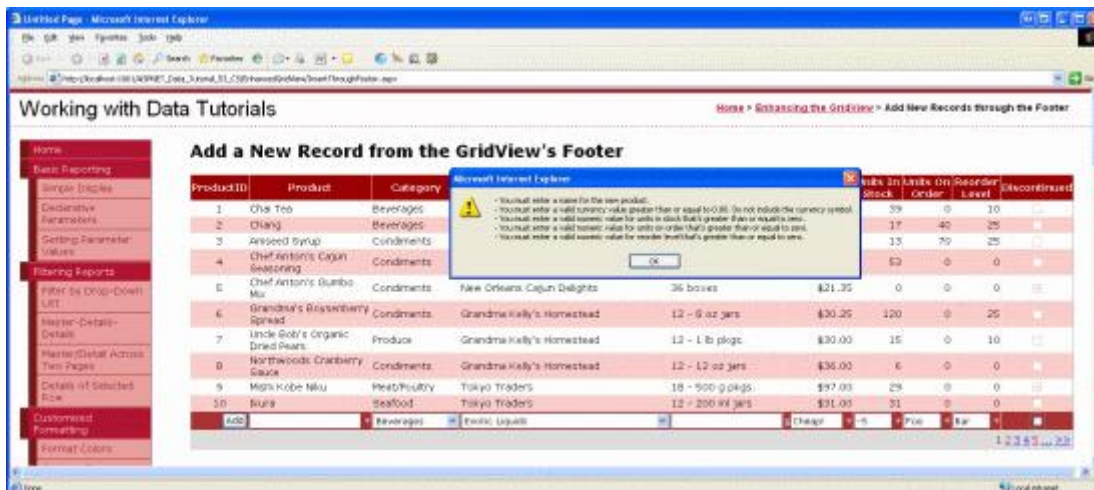 Untitled Page - Microsoft Internet Explorer
File Edit View Favorites Tools Help
Search Favorites
Working with Data Tutorials
Home > Enhancing the GridView > Add New Records through the Footer
Home
Basic Reporting
Simple Display
Declarative Parameters
Setting Parameter Values
Filtering Reports
Filter by Drop-Down List
Master-Details-Details
Master/Detail Across Two Pages
Details of Selected Row
Customized Formatting
Format Colors
Add a New Record from the GridView's Footer
ProductID Product Category Units In Stock Units On Order Reorder Level Discontinued
Microsoft Internet Explorer
- You must enter a name for the new product.
- You must enter a valid currency value greater than or equal to 0.00. Do not include the currency symbol.
- You must enter a valid numeric value for units in stock that's greater than or equal to zero.
- You must enter a valid numeric value for units on order that's greater than or equal to zero.
- You must enter a valid numeric value for reorder level that's greater than or equal to zero.
OK
1 Chai Tea Beverages 39 0 10
2 Chang Beverages 17 40 25
3 Aniseed Syrup Condiments 13 70 25
4 Chef Anton's Cajun Seasoning Condiments 53 0 0
5 Chef Anton's Gumbo Mix Condiments New Orleans Cajun Delights 36 boxes $21.35 0 0 0
6 Grandma's Boysenberry Spread Condiments Grandma Kelly's Homestead 12 - 8 oz jars $30.25 120 0 25
7 Uncle Bob's Organic Dried Pears Produce Grandma Kelly's Homestead 12 - 1 lb pkgs. $30.00 15 0 10
8 Northwoods Cranberry Sauce Condiments Grandma Kelly's Homestead 12 - 12 oz jars $36.00 6 0 0
9 Mishi Kobe Niku Meat/Poultry Tokyo Traders 18 - 500 g pkgs. $97.00 29 0 0
10 Ikura Seafood Tokyo Traders 12 - 200 ml jars $31.00 31 0 0
Add Beverages Exotic Liquids Cheap! -5 Foo Bar
1 2 3 4 5 ... >>
Done
Local intranet